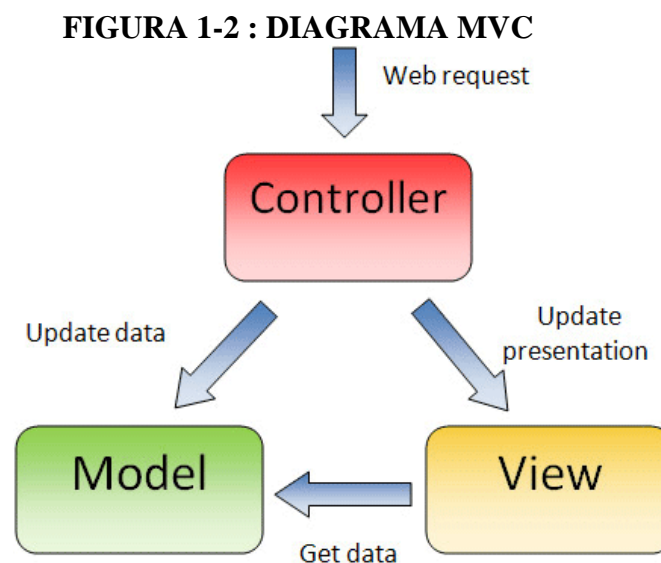 FIGURA 1-2 : DIAGRAMA MVC
Web request
Controller
Update data
Update
presentation
Model
View
Get data